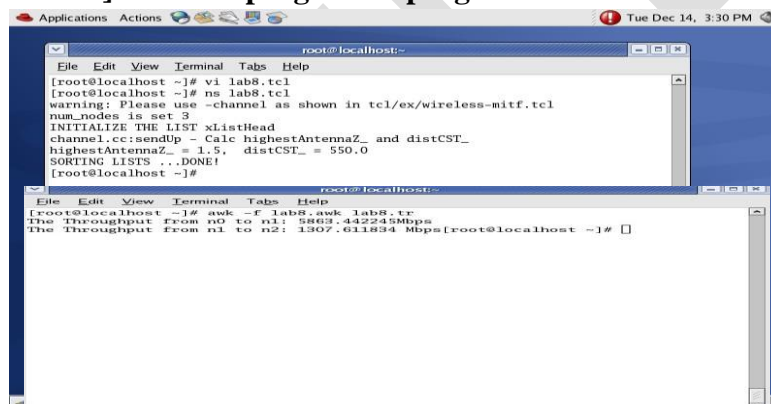 Applications Actions Tue Dec 14, 3:30 PM
root@localhost:~
File Edit View Terminal Tabs Help
[root@localhost ~]# vi lab8.tcl
[root@localhost ~]# ns lab8.tcl
warning: Please use -channel as shown in tcl/ex/wireless-mitf.tcl
num_nodes is set 3
INITIALIZE THE LIST xListHead
channel.cc:sendUp - Calc highestAntennaZ_ and distCST_
highestAntennaZ_ = 1.5, distCST_ = 550.0
SORTING LISTS ...DONE!
[root@localhost ~]#
root@localhost:~
File Edit View Terminal Tabs Help
[root@localhost ~]# awk -f lab8.awk lab8.tr
The Throughput from n0 to n1: 5863.442245Mbps
The Throughput from n1 to n2: 1307.611834 Mbps[root@localhost ~]#